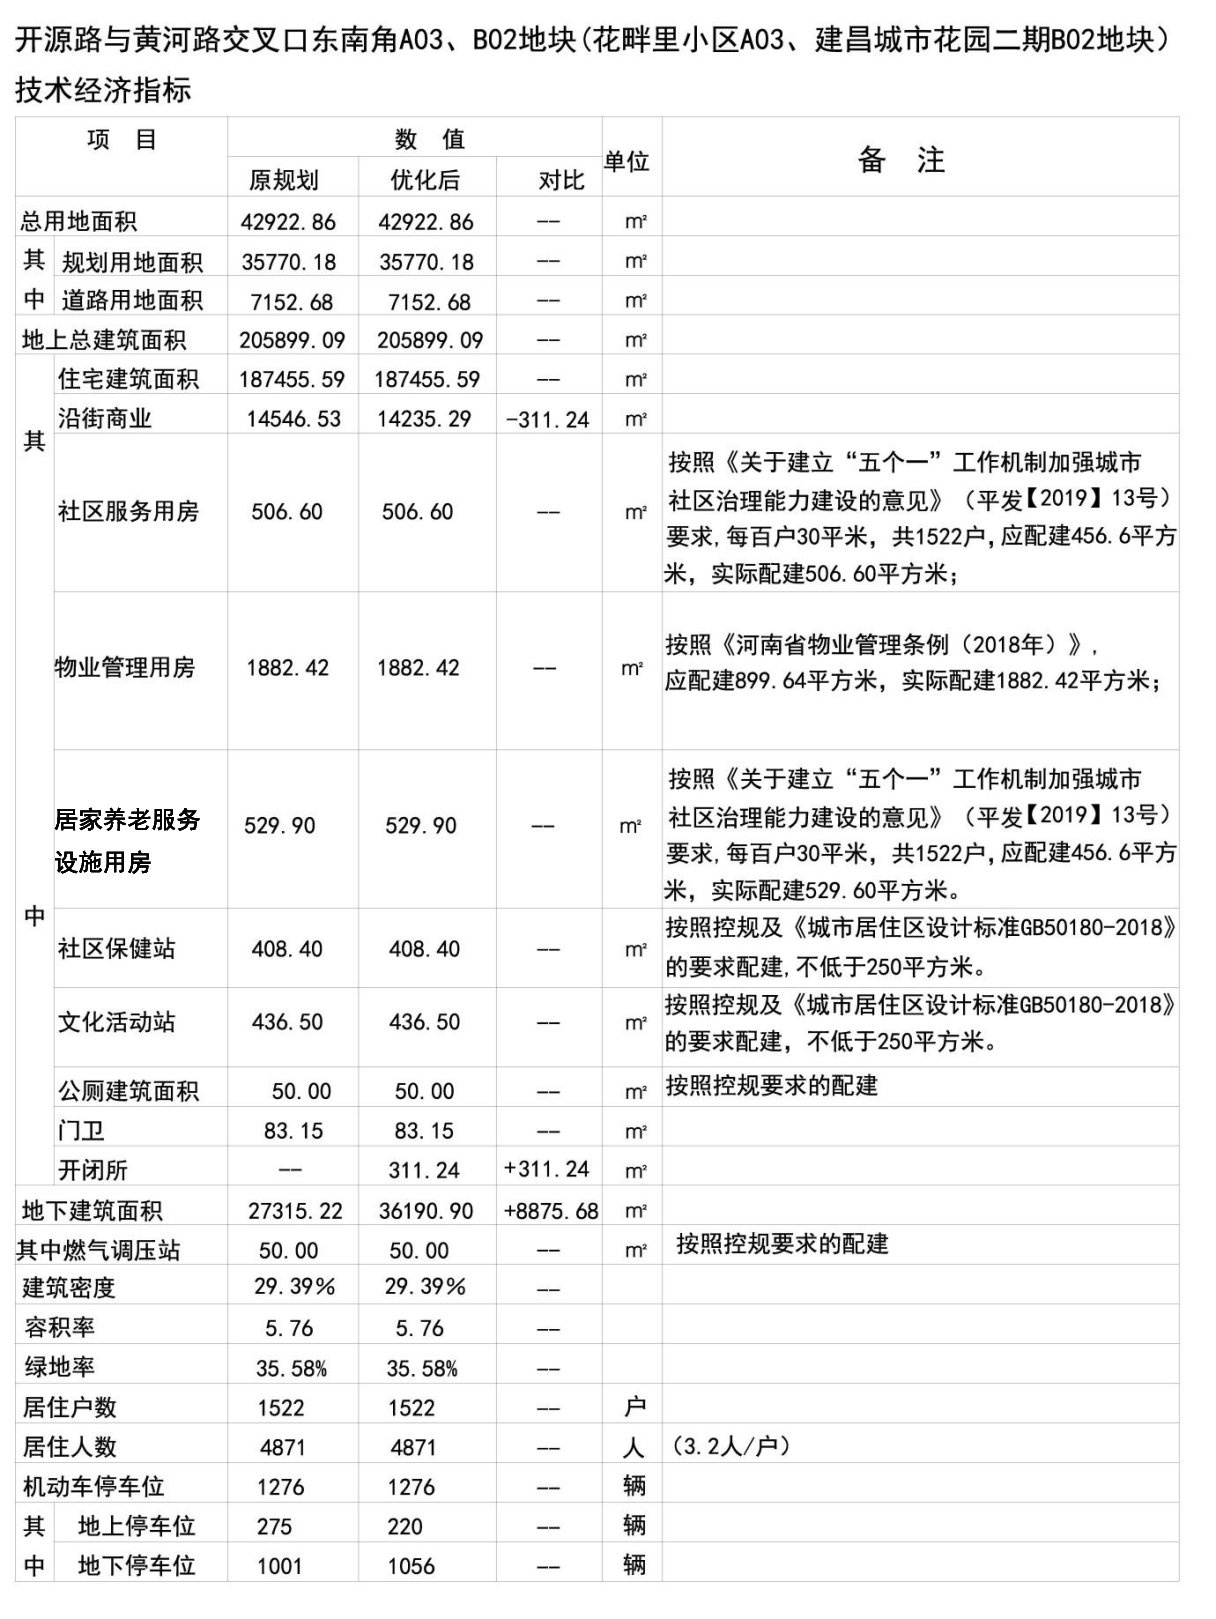 开源路与黄河路交叉口东南角A03、B02地块(花畔里小区A03、建昌城市花园二期B02地块)
技术经济指标
项 目 数 值 单位 备 注
原规划 优化后 对比
总用地面积 42922.86 42922.86 -- ㎡
其 规划用地面积 35770.18 35770.18 -- ㎡
中 道路用地面积 7152.68 7152.68 -- ㎡
地上总建筑面积 205899.09 205899.09 -- ㎡
其
中
住宅建筑面积 187455.59 187455.59 -- ㎡
沿街商业 14546.53 14235.29 -311.24 ㎡
社区服务用房 506.60 506.60 -- ㎡
按照《关于建立“五个一”工作机制加强城市
社区治理能力建设的意见》（平发【2019】13号）
要求,每百户30平米，共1522户,应配建456.6平方
米，实际配建506.60平方米；
物业管理用房 1882.42 1882.42 -- ㎡
按照《河南省物业管理条例（2018年）》,
应配建899.64平方米，实际配建1882.42平方米；
居家养老服务
设施用房 529.90 529.90 -- ㎡
按照《关于建立“五个一”工作机制加强城市
社区治理能力建设的意见》（平发【2019】13号）
要求,每百户30平米，共1522户,应配建456.6平方
米，实际配建529.60平方米。
社区保健站 408.40 408.40 -- ㎡
按照控规及《城市居住区设计标准GB50180-2018》
的要求配建,不低于250平方米。
文化活动站 436.50 436.50 -- ㎡
按照控规及《城市居住区设计标准GB50180-2018》
的要求配建，不低于250平方米。
公厕建筑面积 50.00 50.00 -- ㎡ 按照控规要求的配建
门卫 83.15 83.15 -- ㎡
开闭所 -- 311.24 +311.24 ㎡
地下建筑面积 27315.22 36190.90 +8875.68 ㎡
其中燃气调压站 50.00 50.00 -- ㎡ 按照控规要求的配建
建筑密度 29.39% 29.39% --
容积率 5.76 5.76 --
绿地率 35.58% 35.58% --
居住户数 1522 1522 -- 户
居住人数 4871 4871 -- 人 （3.2人/户）
机动车停车位 1276 1276 -- 辆
其 地上停车位 275 220 -- 辆
中 地下停车位 1001 1056 -- 辆